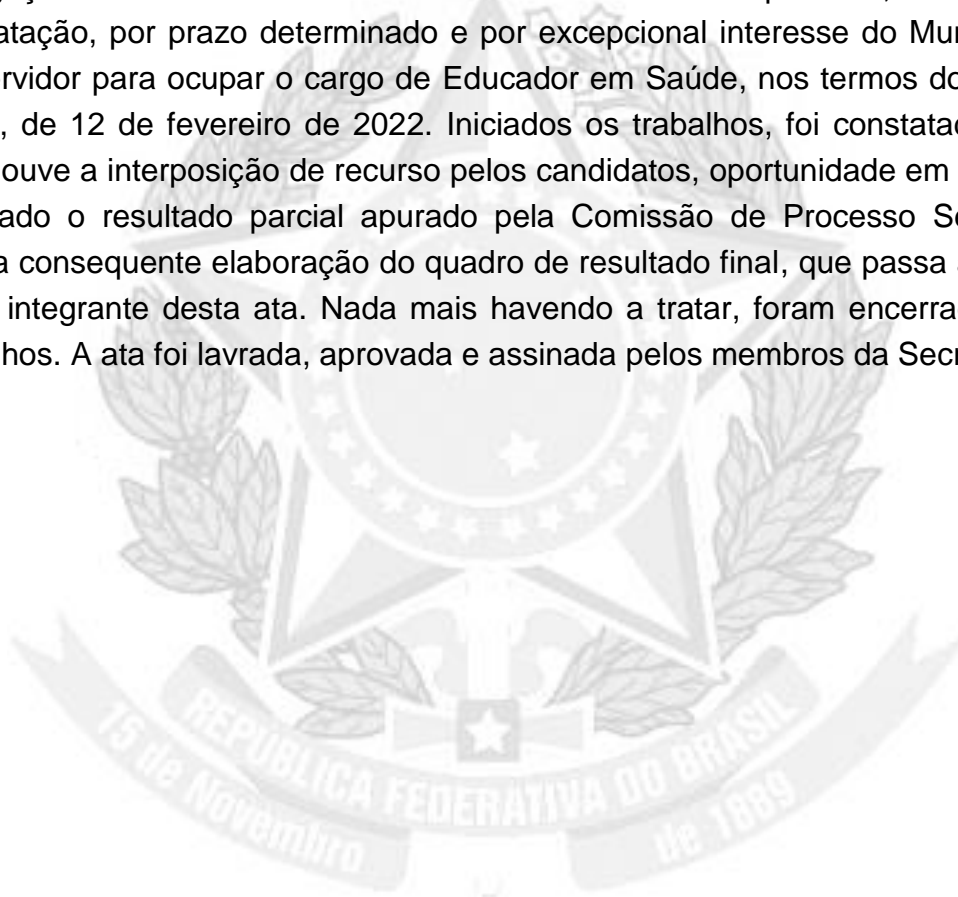 atação, por prazo determinado e por excepcional interesse do Mun
ervidor para ocupar o cargo de Educador em Saúde, nos termos do
, de 12 de fevereiro de 2022. Iniciados os trabalhos, foi constatad
ouve a interposição de recurso pelos candidatos, oportunidade em
ado o resultado parcial apurado pela Comissão de Processo Se
a consequente elaboração do quadro de resultado final, que passa a
integrante desta ata. Nada mais havendo a tratar, foram encerra
lhos. A ata foi lavrada, aprovada e assinada pelos membros da Secr
REPÚBLICA FEDERATIVA DO BRASIL
15 de Novembro de 1889